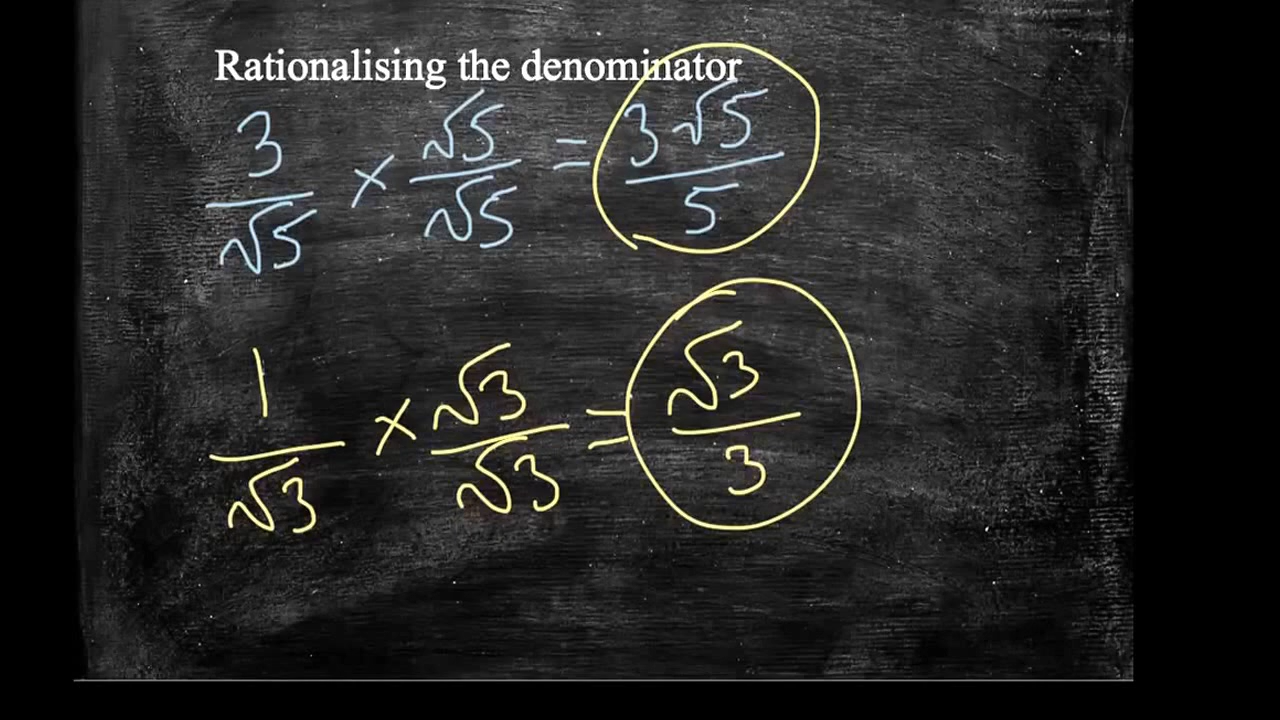 Rationalising the denominator
3/√5 × √5/√5 = 3√5/5
1/√3 × √3/√3 = √3/3